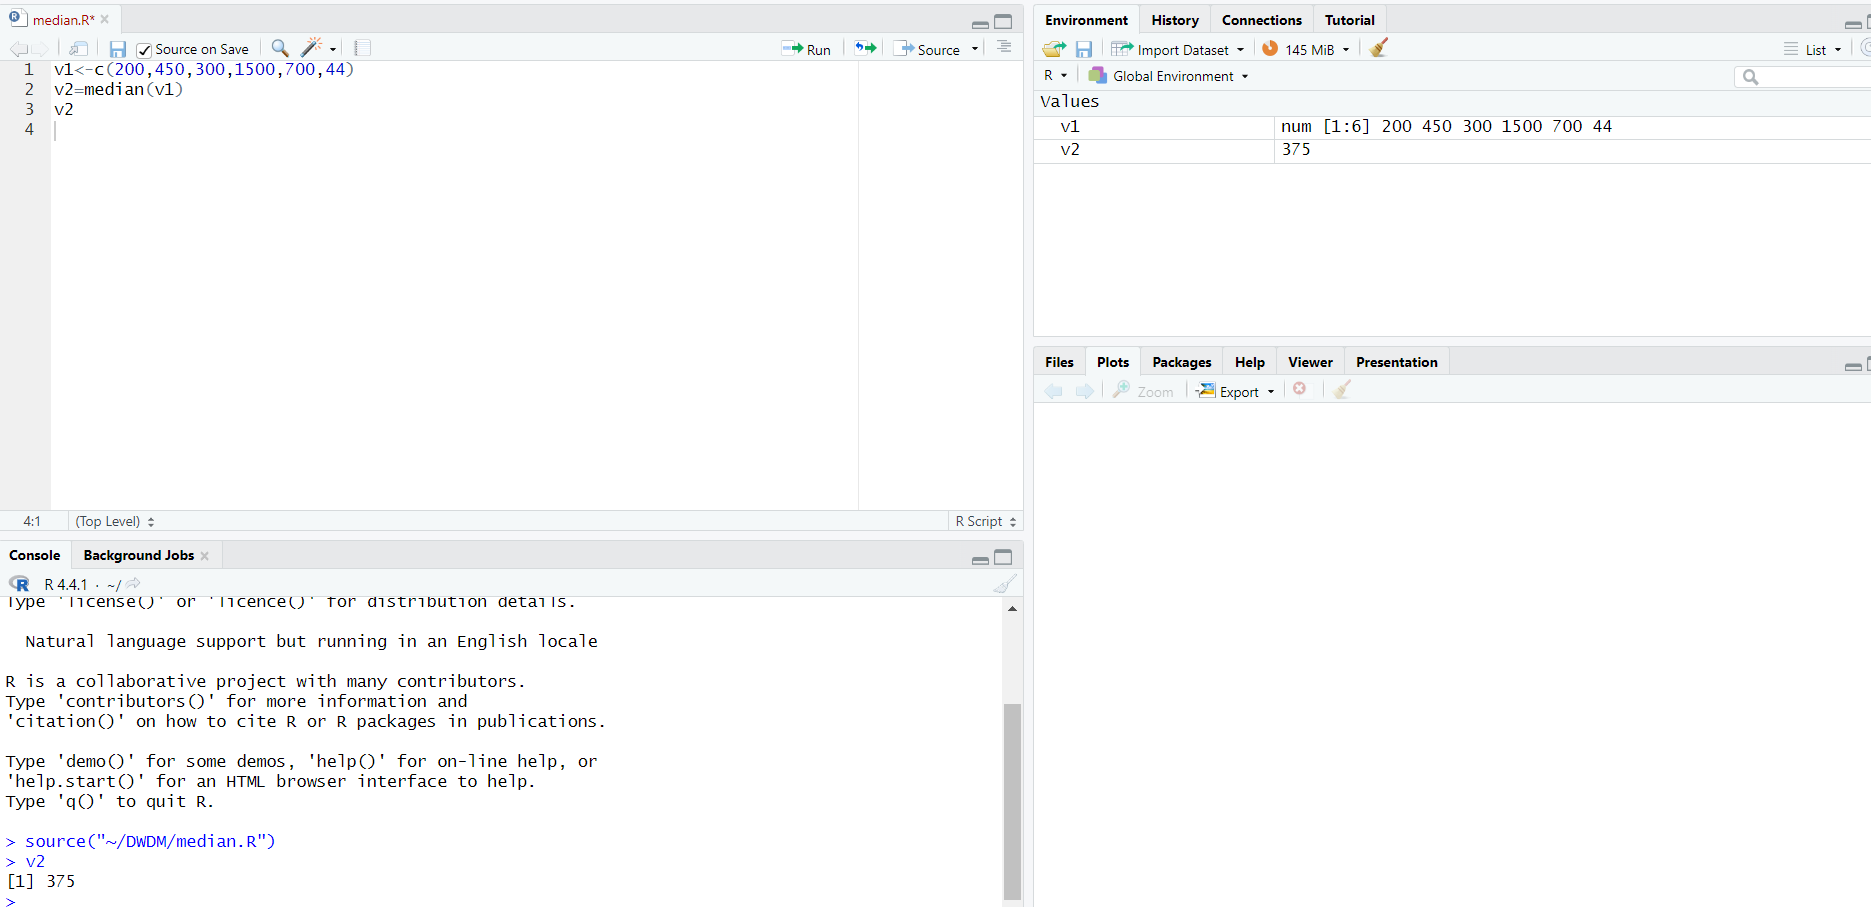 median.R*
Source on Save
Run
Source
1 v1<-c(200,450,300,1500,700,44)
2 v2=median(v1)
3 v2
4
4:1
(Top Level)
R Script
Console
Background Jobs
R 4.4.1 · ~/
Type 'license()' or 'licence()' for distribution details.
Natural language support but running in an English locale
R is a collaborative project with many contributors.
Type 'contributors()' for more information and
'citation()' on how to cite R or R packages in publications.
Type 'demo()' for some demos, 'help()' for on-line help, or
'help.start()' for an HTML browser interface to help.
Type 'q()' to quit R.
> source("~/DWDM/median.R")
> v2
[1] 375
>
Environment
History
Connections
Tutorial
Import Dataset
145 MiB
List
R
Global Environment
Values
v1 num [1:6] 200 450 300 1500 700 44
v2 375
Files
Plots
Packages
Help
Viewer
Presentation
Zoom
Export